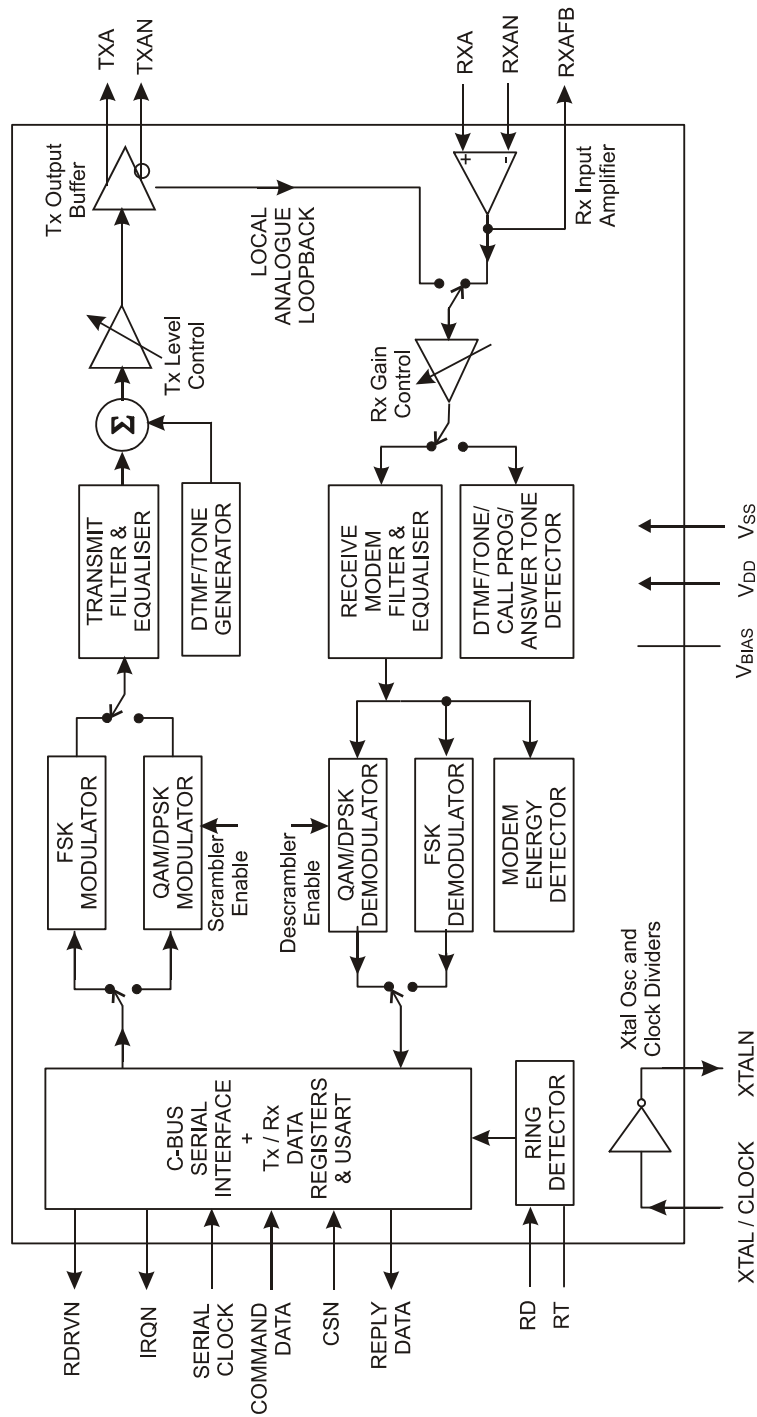 RDRVN
IRQN
SERIAL
CLOCK
COMMAND
DATA
CSN
REPLY
DATA
RD
RT
C-BUS
SERIAL
INTERFACE
+
Tx / Rx
DATA
REGISTERS
& USART
RING
DETECTOR
XTAL / CLOCK
XTALN
Xtal Osc and
Clock Dividers
FSK
MODULATOR
QAM/DPSK
MODULATOR
Scrambler
Enable
Descrambler
Enable
QAM/DPSK
DEMODULATOR
FSK
DEMODULATOR
MODEM
ENERGY
DETECTOR
TRANSMIT
FILTER &
EQUALISER
DTMF/TONE
GENERATOR
RECEIVE
MODEM
FILTER &
EQUALISER
DTMF/TONE/
CALL PROG/
ANSWER TONE
DETECTOR
VBIAS
VDD
VSS
Σ
Tx Level
Control
Rx Gain
Control
Tx Output
Buffer
LOCAL
ANALOGUE
LOOPBACK
+
-
Rx Input
Amplifier
TXA
TXAN
RXA
RXAN
RXAFB